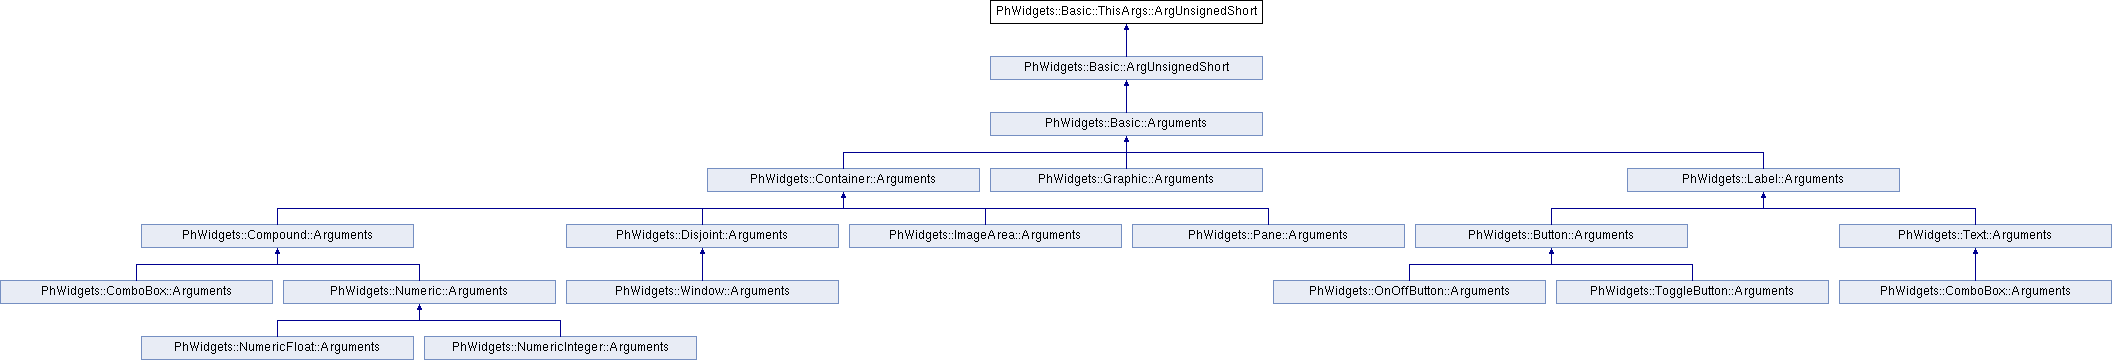 PhWidgets::Basic::ThisArgs::ArgUnsignedShort
PhWidgets::Basic::ArgUnsignedShort
PhWidgets::Basic::Arguments
PhWidgets::Container::Arguments
PhWidgets::Graphic::Arguments
PhWidgets::Label::Arguments
PhWidgets::Compound::Arguments
PhWidgets::Disjoint::Arguments
PhWidgets::ImageArea::Arguments
PhWidgets::Pane::Arguments
PhWidgets::Button::Arguments
PhWidgets::Text::Arguments
PhWidgets::ComboBox::Arguments
PhWidgets::Numeric::Arguments
PhWidgets::Window::Arguments
PhWidgets::OnOffButton::Arguments
PhWidgets::ToggleButton::Arguments
PhWidgets::ComboBox::Arguments
PhWidgets::NumericFloat::Arguments
PhWidgets::NumericInteger::Arguments